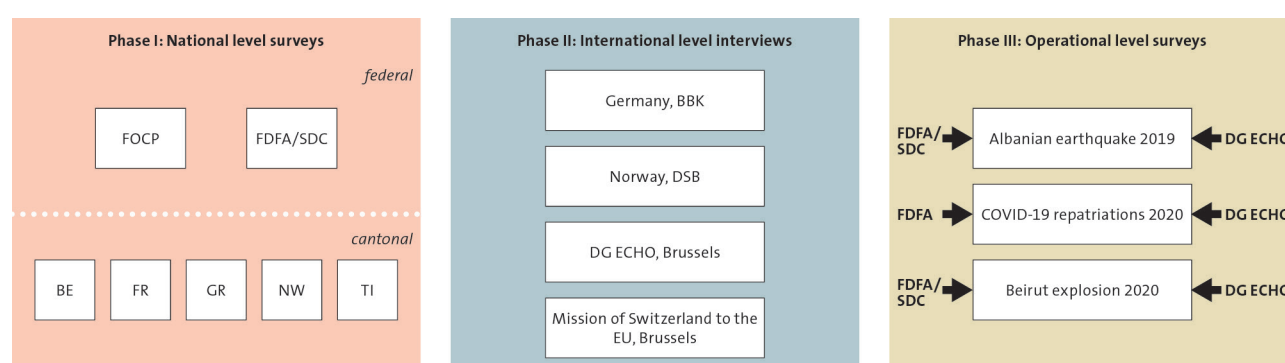 Phase I: National level surveys
federal
FOCP
FDFA/SDC
cantonal
BE
FR
GR
NW
TI
Phase II: International level interviews
Germany, BBK
Norway, DSB
DG ECHO, Brussels
Mission of Switzerland to the
EU, Brussels
Phase III: Operational level surveys
FDFA/
SDC
Albanian earthquake 2019
DG ECHO
FDFA
COVID-19 repatriations 2020
DG ECHO
FDFA/
SDC
Beirut explosion 2020
DG ECHO